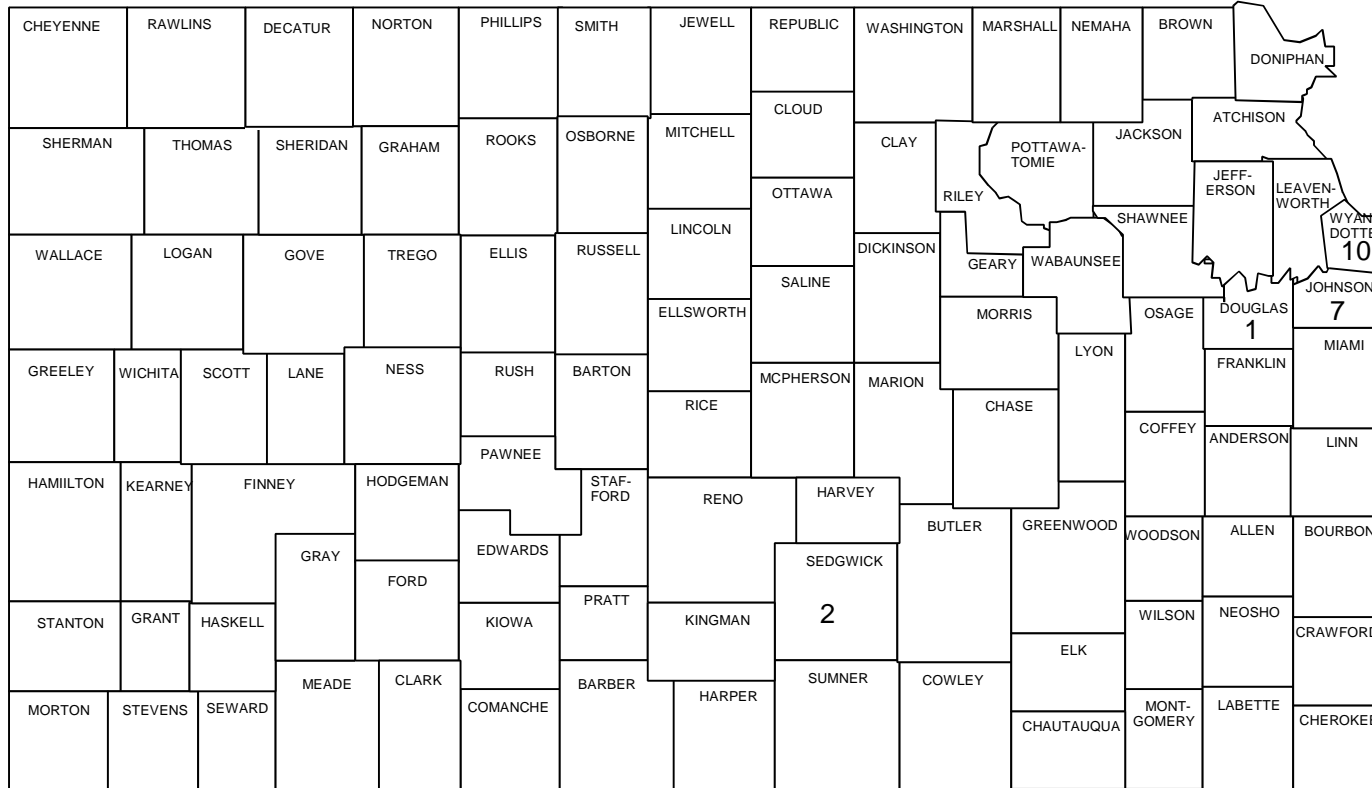 CHEYENNE
RAWLINS
DECATUR
NORTON
PHILLIPS
SMITH
JEWELL
REPUBLIC
WASHINGTON
MARSHALL
NEMAHA
BROWN
DONIPHAN
SHERMAN
THOMAS
SHERIDAN
GRAHAM
ROOKS
OSBORNE
MITCHELL
CLOUD
CLAY
RILEY
POTTAWA-
TOMIE
JACKSON
ATCHISON
JEFF-
ERSON
LEAVEN-
WORTH
WYAN
DOTTE
10
OTTAWA
LINCOLN
SHAWNEE
WALLACE
LOGAN
GOVE
TREGO
ELLIS
RUSSELL
DICKINSON
GEARY
WABAUNSEE
SALINE
ELLSWORTH
MORRIS
OSAGE
DOUGLAS
1
JOHNSON
7
LYON
MIAMI
GREELEY
WICHITA
SCOTT
LANE
NESS
RUSH
BARTON
RICE
MCPHERSON
MARION
CHASE
FRANKLIN
COFFEY
ANDERSON
LINN
PAWNEE
HAMIILTON
KEARNEY
FINNEY
HODGEMAN
STAF-
FORD
RENO
HARVEY
BUTLER
GREENWOOD
WOODSON
ALLEN
BOURBON
GRAY
FORD
EDWARDS
SEDGWICK
2
STANTON
GRANT
HASKELL
KIOWA
PRATT
KINGMAN
WILSON
NEOSHO
CRAWFORD
ELK
MEADE
CLARK
COMANCHE
BARBER
HARPER
SUMNER
COWLEY
CHAUTAUQUA
MONT-
GOMERY
LABETTE
CHEROKEE
MORTON
STEVENS
SEWARD